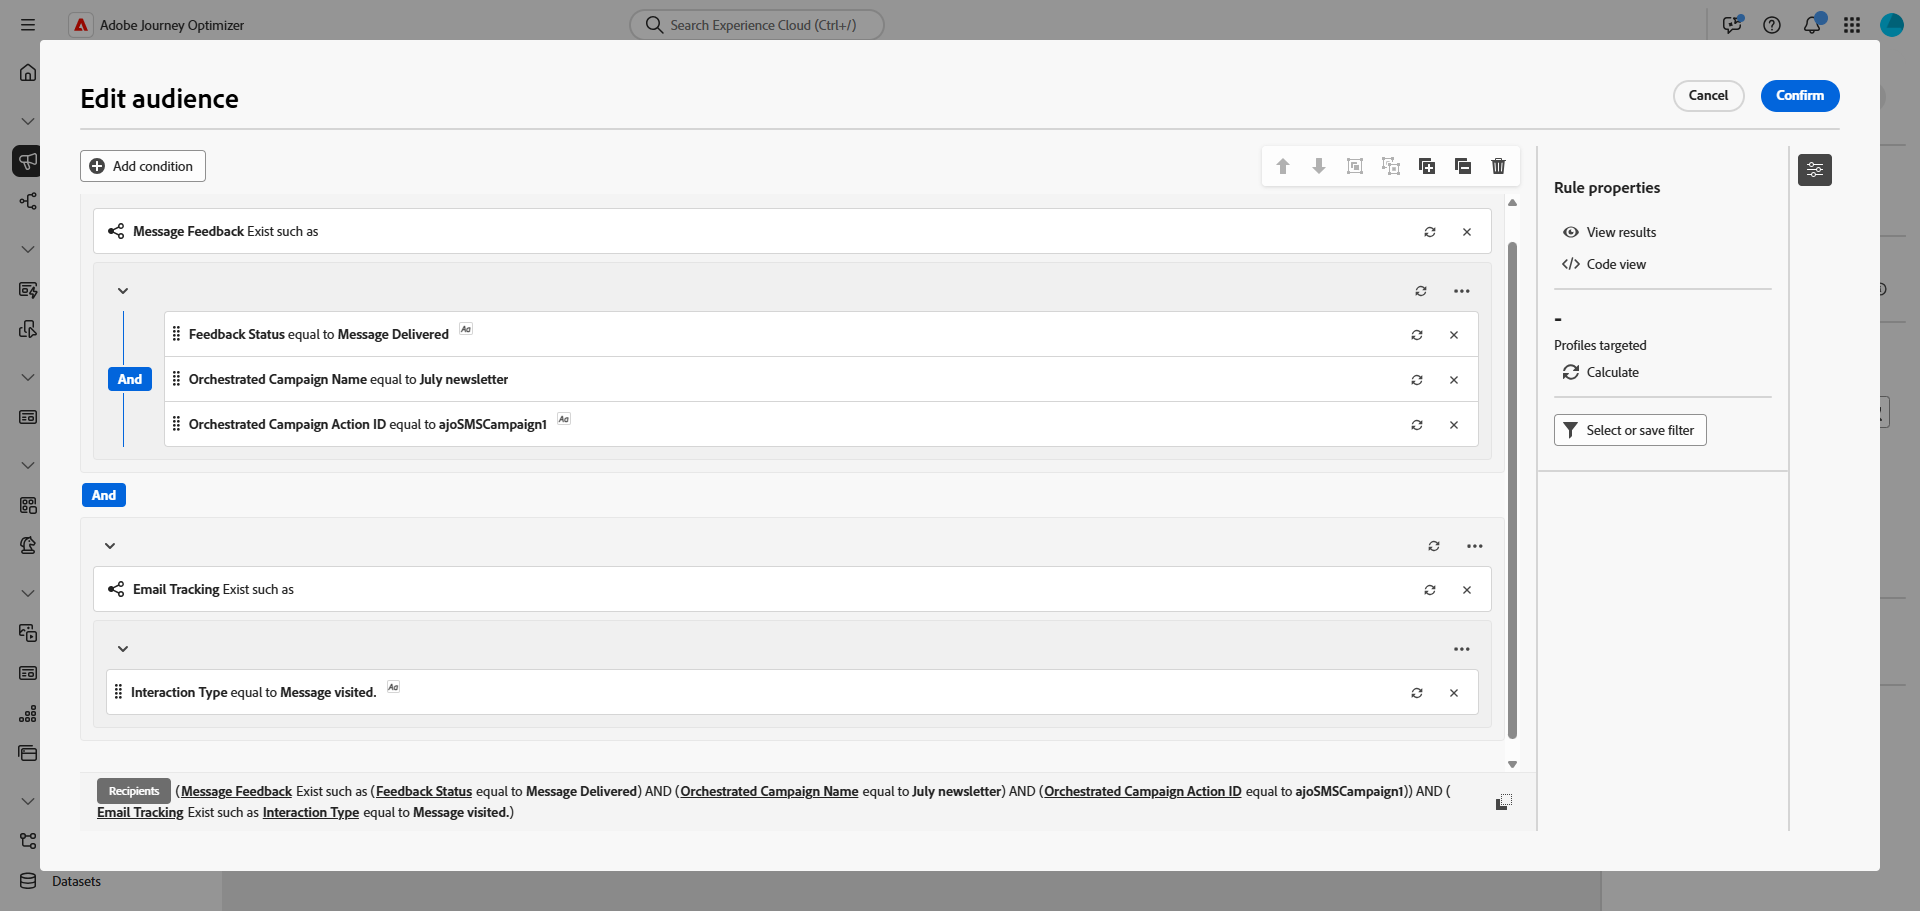 Adobe Journey Optimizer
Search Experience Cloud (Ctrl+/)
Edit audience
Cancel
Confirm
Add condition
Message Feedback Exist such as
Feedback Status equal to Message Delivered Aa
And
Orchestrated Campaign Name equal to July newsletter
Orchestrated Campaign Action ID equal to ajoSMSCampaign1 Aa
And
Email Tracking Exist such as
Interaction Type equal to Message visited. Aa
Recipients (Message Feedback Exist such as (Feedback Status equal to Message Delivered) AND (Orchestrated Campaign Name equal to July newsletter) AND (Orchestrated Campaign Action ID equal to ajoSMSCampaign1)) AND (
Email Tracking Exist such as Interaction Type equal to Message visited.)
Rule properties
View results
Code view
-
Profiles targeted
Calculate
Select or save filter
Datasets